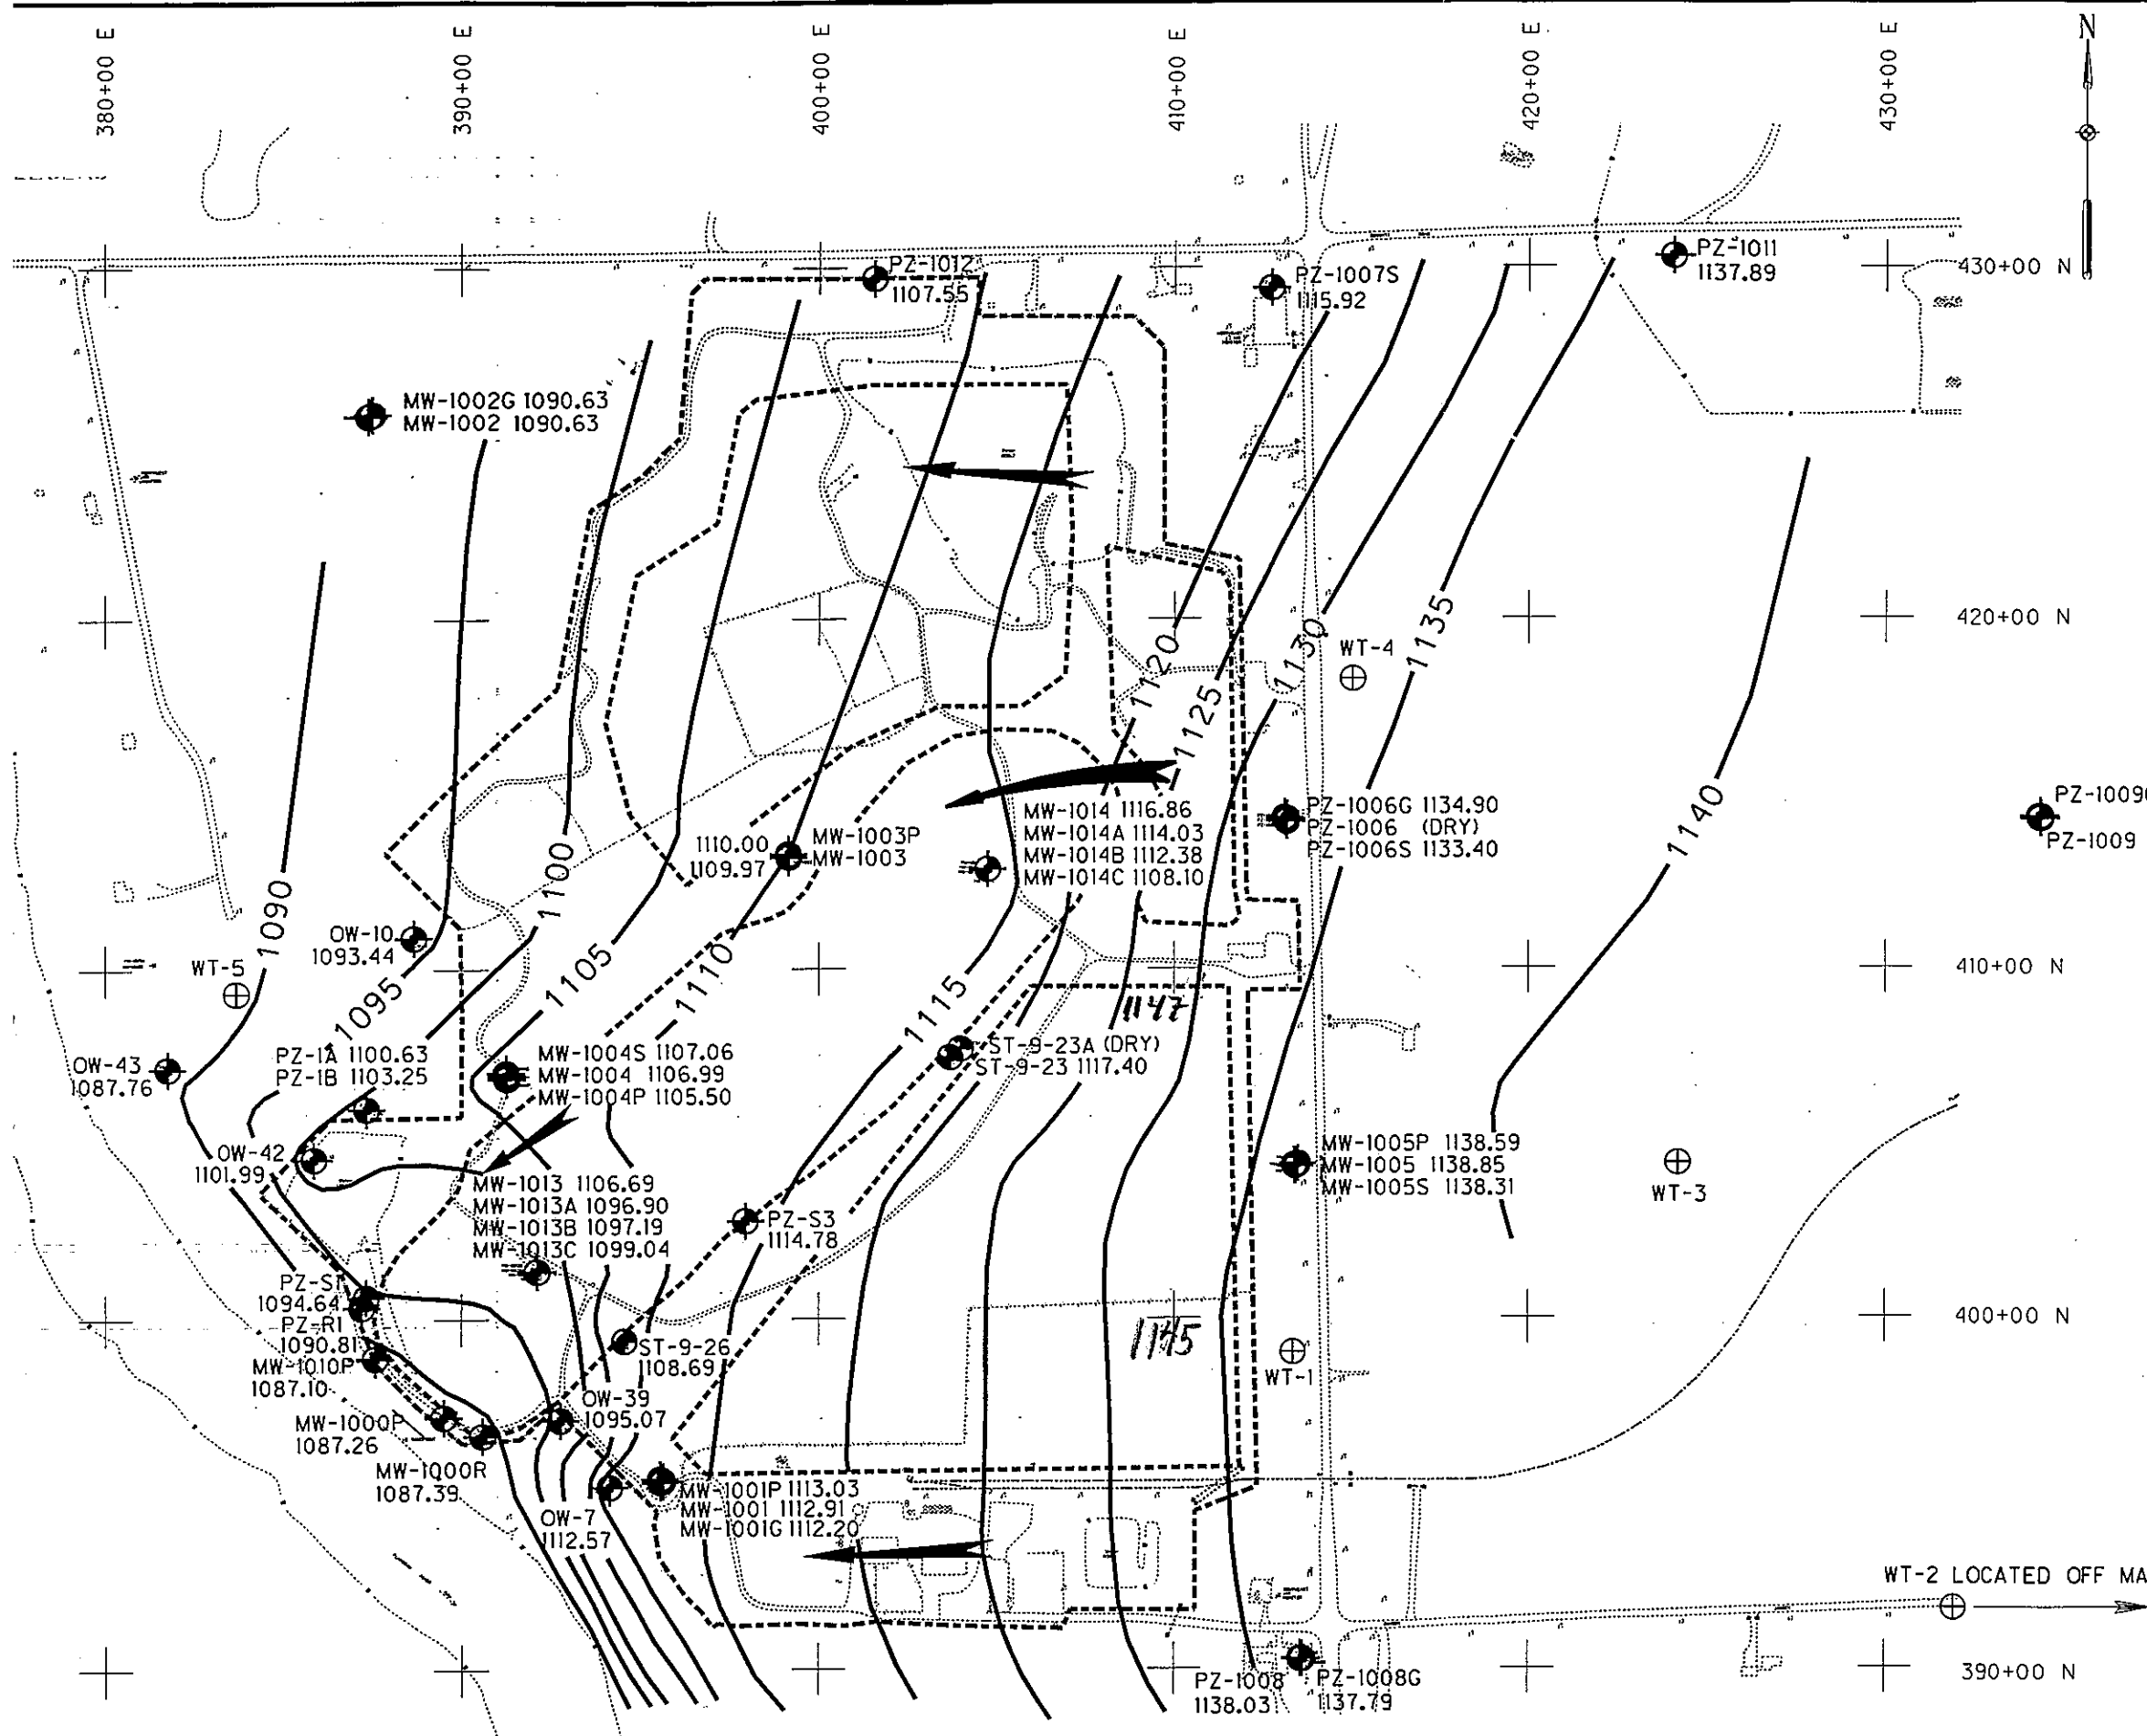 380+00 E
390+00 E
400+00 E
410+00 E
420+00 E
430+00 E
N
PZ-1012
1107.55
PZ-1007S
1115.92
PZ-1011
1137.89
430+00 N
MW-1002G 1090.63
MW-1002 1090.63
420+00 N
WT-4
1120
1125
1130
1135
1140
1090
1095
1100
1105
1110
1115
1110.00
1109.97
MW-1003P
MW-1003
MW-1014 1116.86
MW-1014A 1114.03
MW-1014B 1112.38
MW-1014C 1108.10
PZ-1006G 1134.90
PZ-1006 (DRY)
PZ-1006S 1133.40
PZ-1009
PZ-1009
OW-10
1093.44
WT-5
410+00 N
1147
OW-43
1087.76
PZ-1A 1100.63
PZ-1B 1103.25
MW-1004S 1107.06
MW-1004 1106.99
MW-1004P 1105.50
ST-9-23A (DRY)
ST-9-23 1117.40
OW-42
1101.99
MW-1013 1106.69
MW-1013A 1096.90
MW-1013B 1097.19
MW-1013C 1099.04
PZ-S3
1114.78
MW-1005P 1138.59
MW-1005 1138.85
MW-1005S 1138.31
WT-3
PZ-S1
1094.64
PZ-R1
1090.81
MW-1010P
1087.10
ST-9-26
1108.69
1145
WT-1
400+00 N
OW-39
1095.07
MW-1000P
1087.26
MW-1000R
1087.39
OW-7
1112.57
MW-1001P 1113.03
MW-1001 1112.91
MW-1001G 1112.20
WT-2 LOCATED OFF MA
PZ-1008
1138.03
PZ-1008G
1137.79
390+00 N